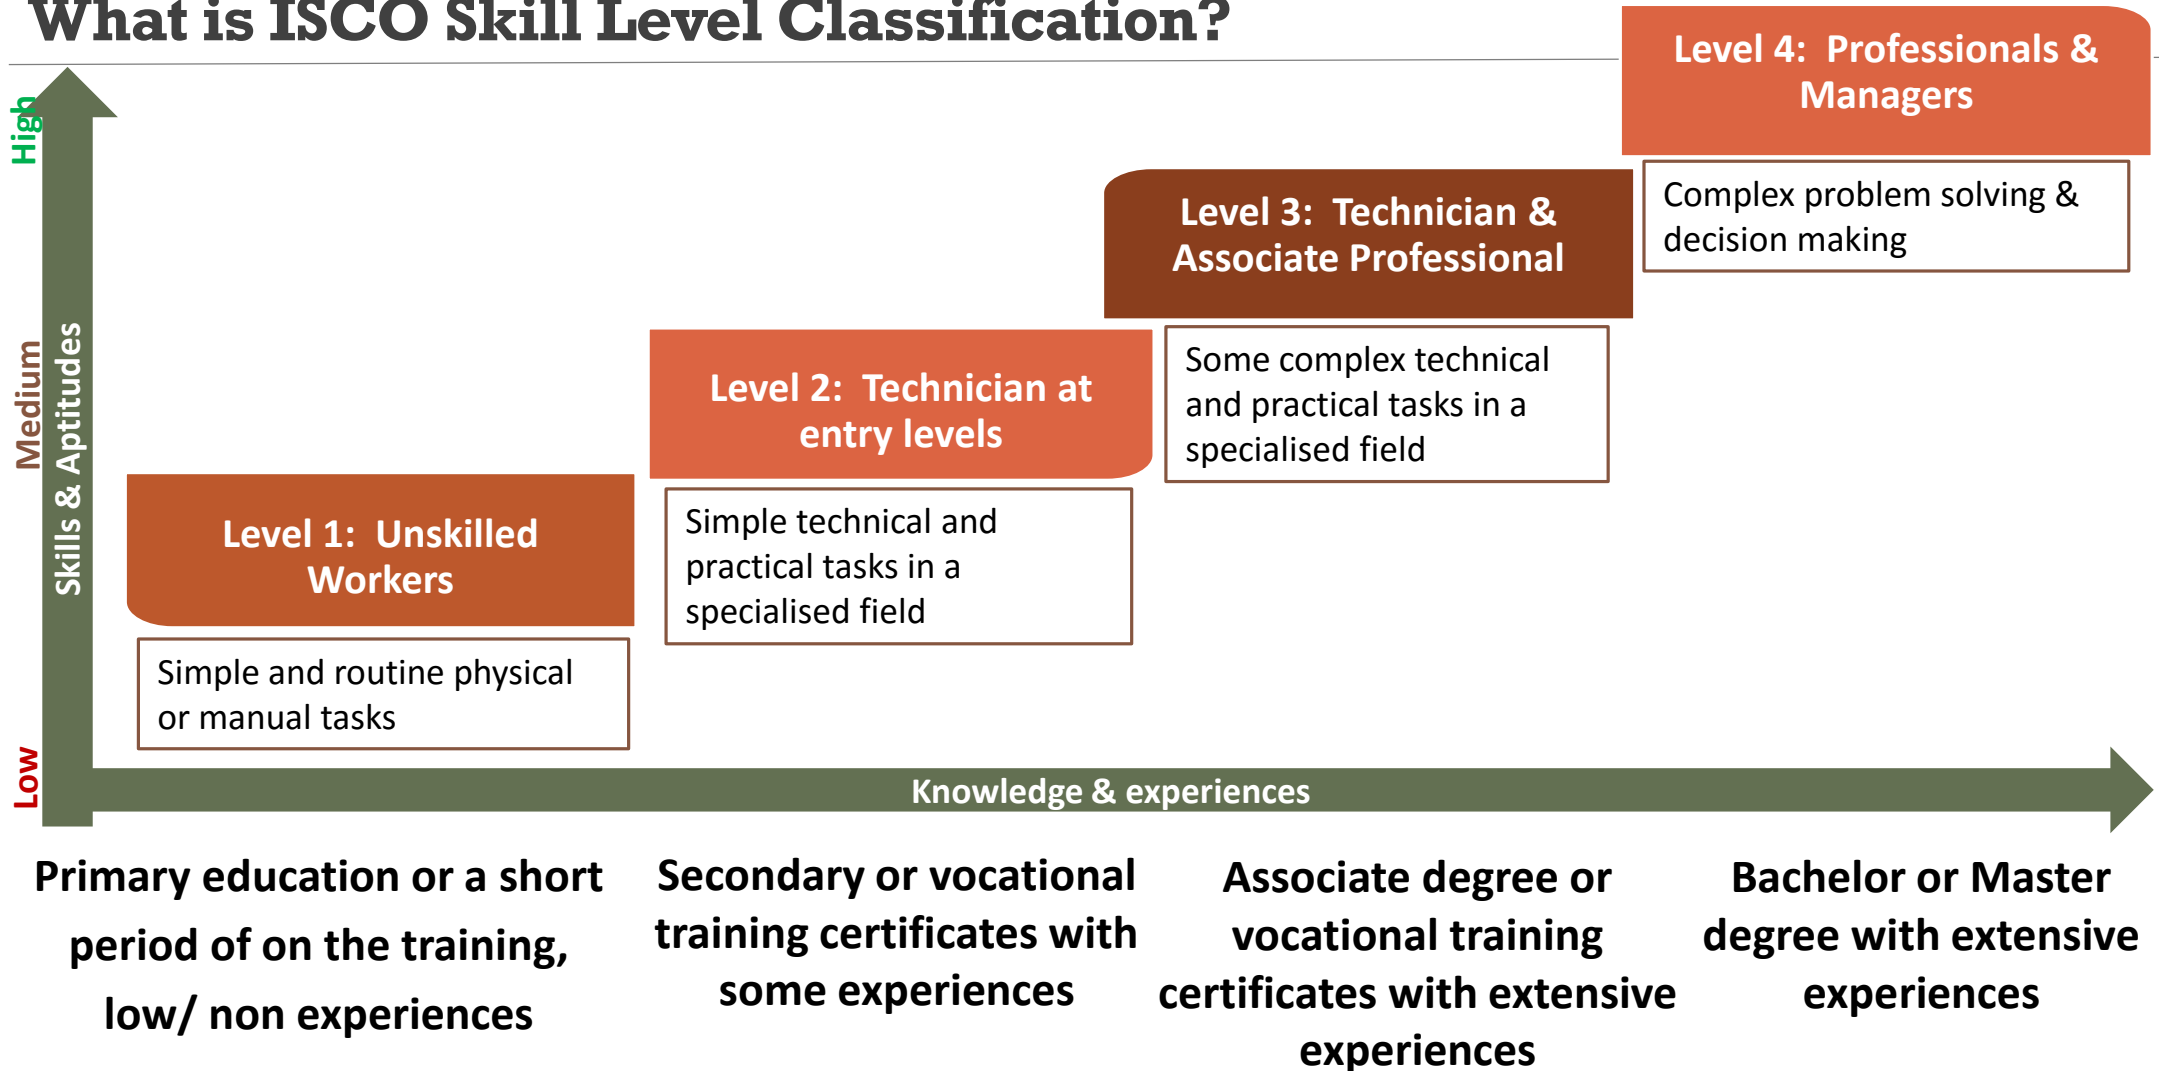 What is ISCO Skill Level Classification?
High
Medium
Low
Skills & Aptitudes
Level 4:  Professionals &
Managers
Complex problem solving &
decision making
Level 3:  Technician &
Associate Professional
Some complex technical
and practical tasks in a
specialised field
Level 2:  Technician at
entry levels
Simple technical and
practical tasks in a
specialised field
Level 1:  Unskilled
Workers
Simple and routine physical
or manual tasks
Knowledge & experiences
Primary education or a short
period of on the training,
low/ non experiences
Secondary or vocational
training certificates with
some experiences
Associate degree or
vocational training
certificates with extensive
experiences
Bachelor or Master
degree with extensive
experiences